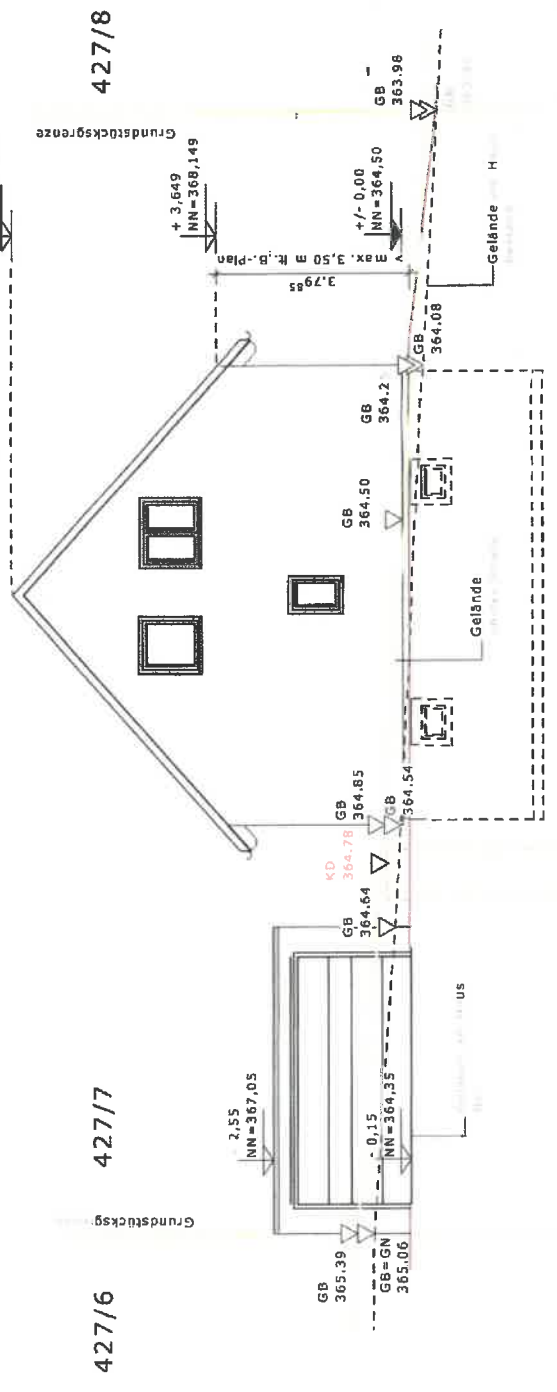 427/6
427/7
427/8
Grundstücksg
Grundstücksgrenze
+ 3,649
NN=368,149
+/- 0,00
NN=364,50
max. 3,50 m lt. B.-Plan
3.79⁸⁵
GB
363.98
GB
364.08
GB
364.2
GB
364.50
Gelände
H
Gelände
GB
364.85
GB
364.54
KD
364.78
GB
364.64
2,55
NN=367,05
- 0,15
NN=364,35
GB
365.39
GB=GN
365.06
us